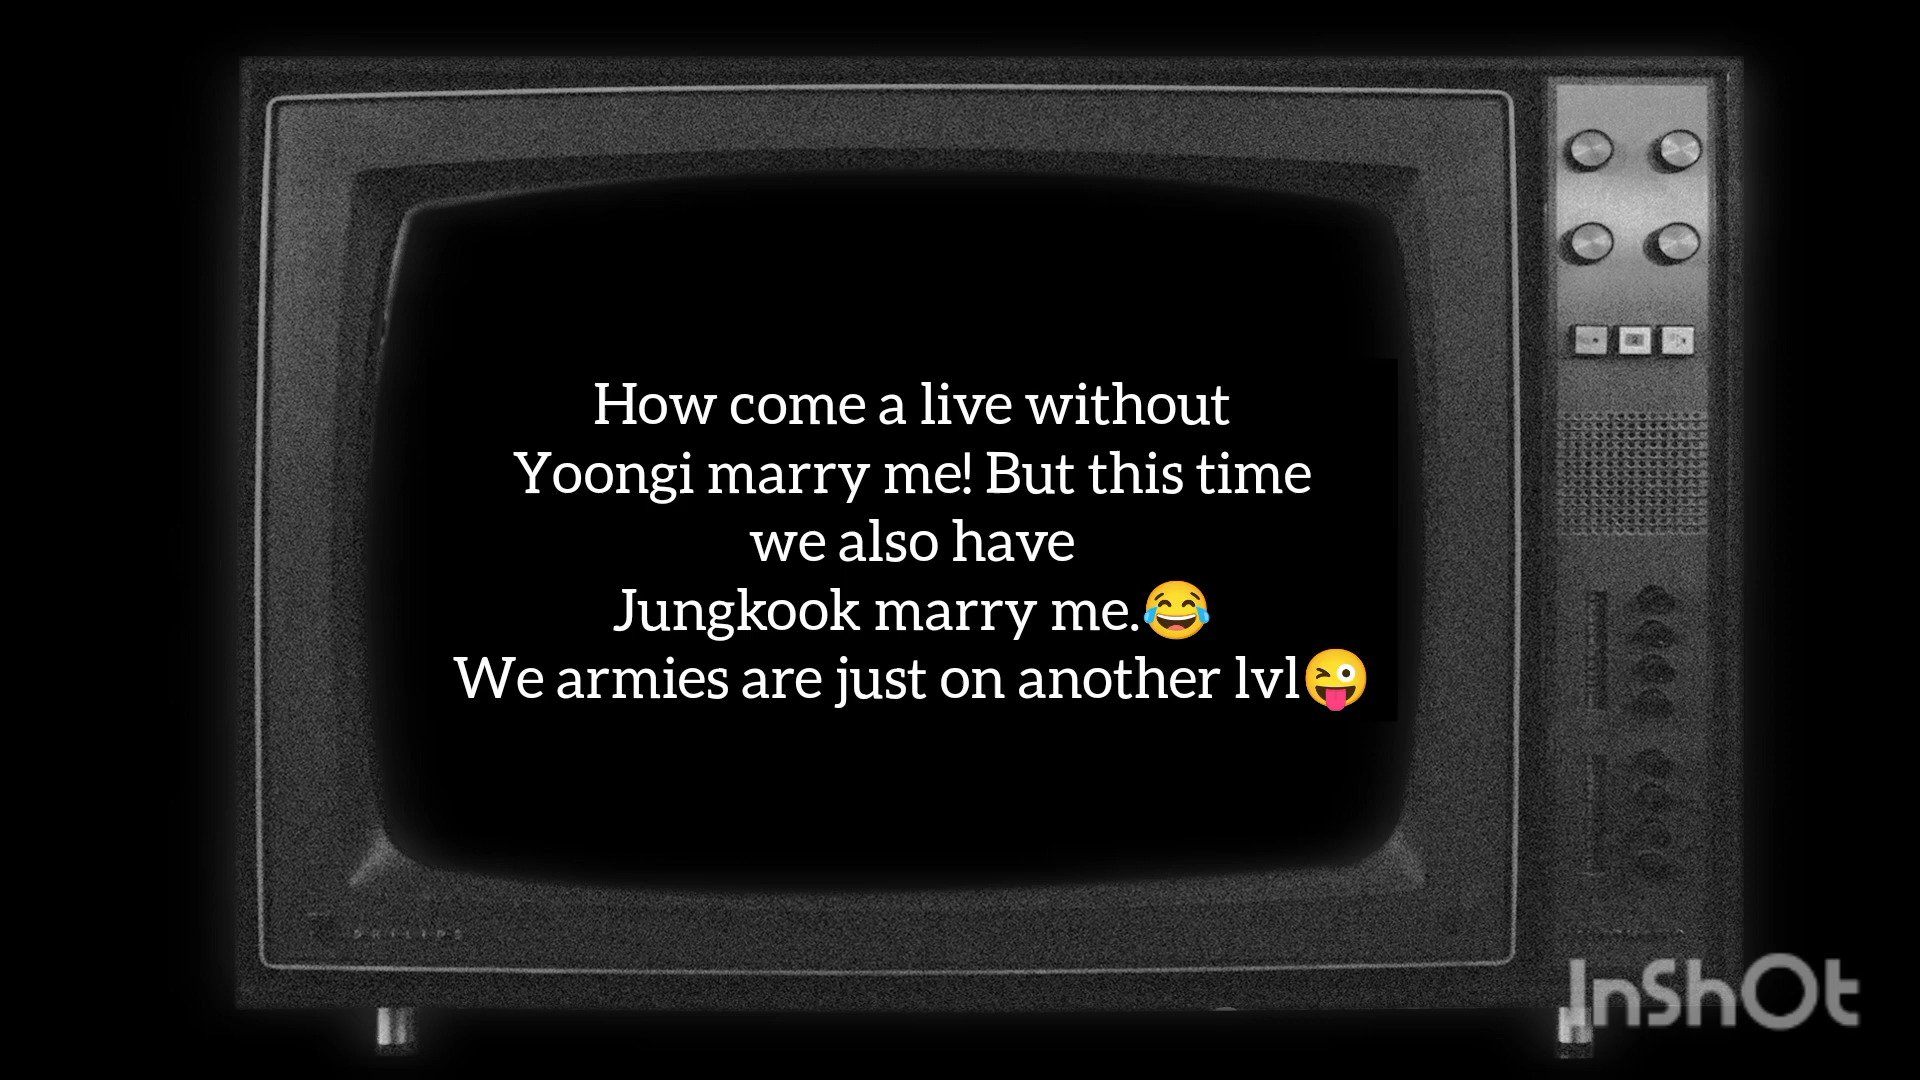 How come a live without
Yoongi marry me! But this time
we also have
Jungkook marry me.😂
We armies are just on another lvl😜
PHILIPS
InShOt